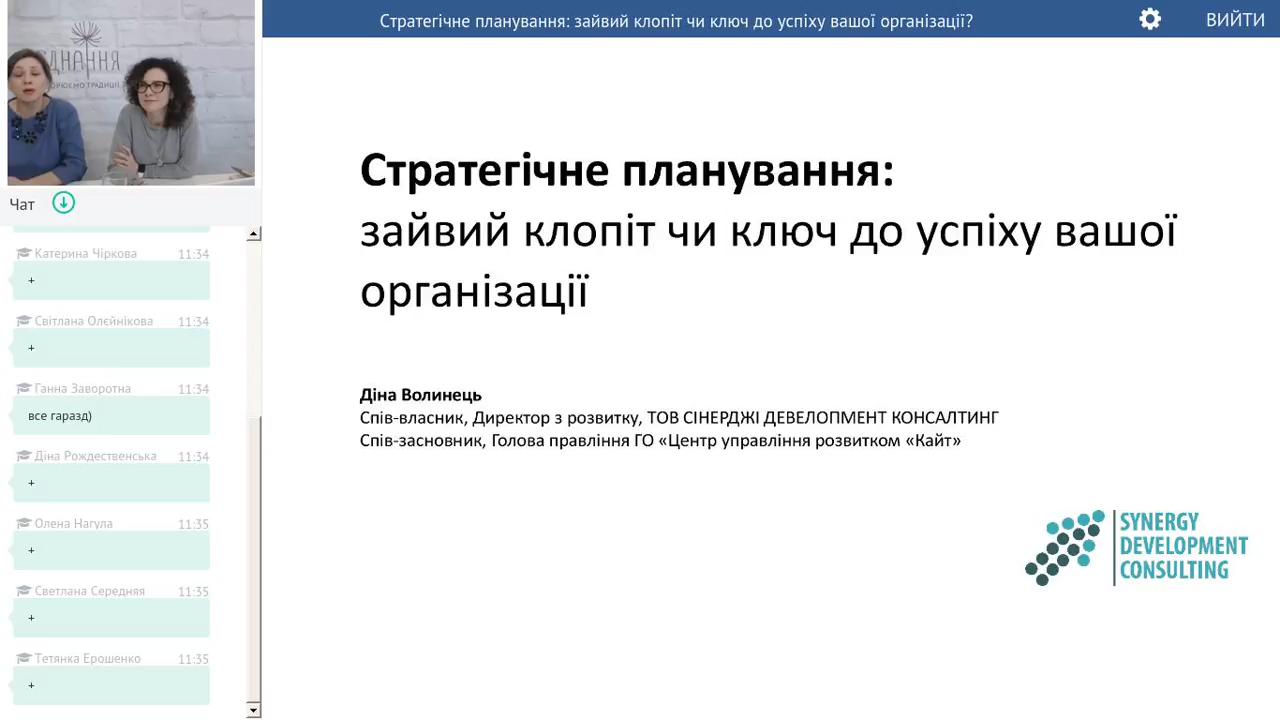 Стратегічне планування: зайвий клопіт чи ключ до успіху вашої організації?
ВИЙТИ
ЄДНАННЯ
Чат
Катерина Чіркова 11:34
+
Світлана Олєйнікова 11:34
+
Ганна Заворотна 11:34
все гаразд)
Діна Рождественська 11:34
+
Олена Нагула 11:35
+
Светлана Середняя 11:35
+
Тетянка Ерошенко 11:35
+
Стратегічне планування:
зайвий клопіт чи ключ до успіху вашої
організації
Діна Волинець
Спів-власник, Директор з розвитку, ТОВ СІНЕРДЖІ ДЕВЕЛОПМЕНТ КОНСАЛТИНГ
Спів-засновник, Голова правління ГО «Центр управління розвитком «Кайт»
SYNERGY
DEVELOPMENT
CONSULTING